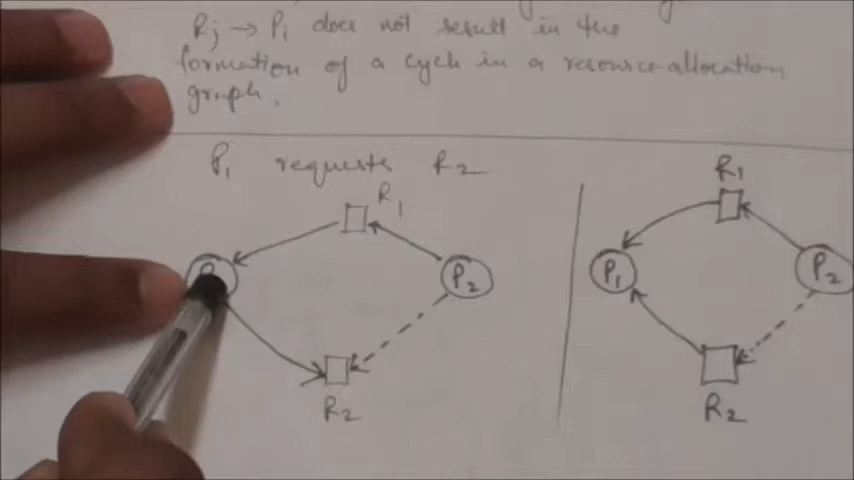 Rj → Pi does not result in the
formation of a cycle in a resource-allocation
graph.
P1 requests R2
R1
P2
R2
R1
P1
P2
R2